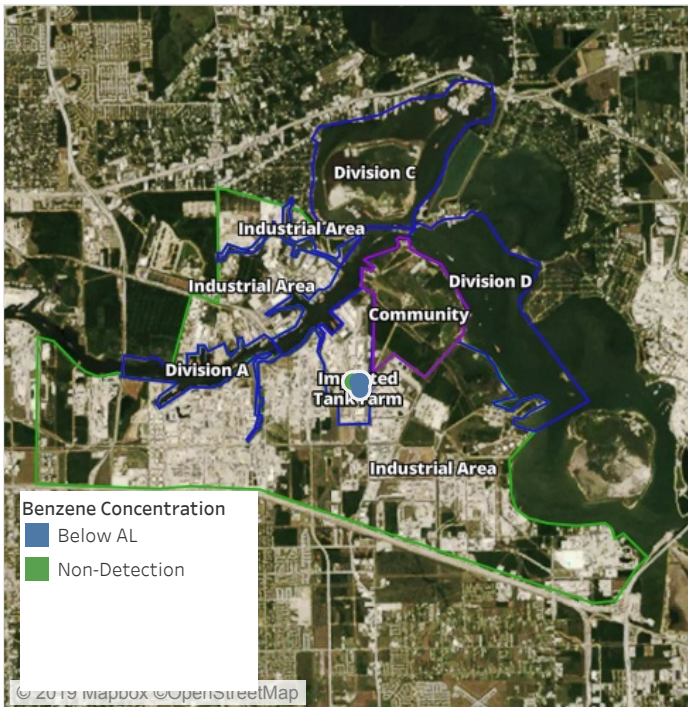 Division C
Industrial Area
Division D
Industrial Area
Community
Division A
Tank Farm
Industrial Area
Benzene Concentration
Below AL
Non-Detection
© 2019 Mapbox ©OpenStreetMap